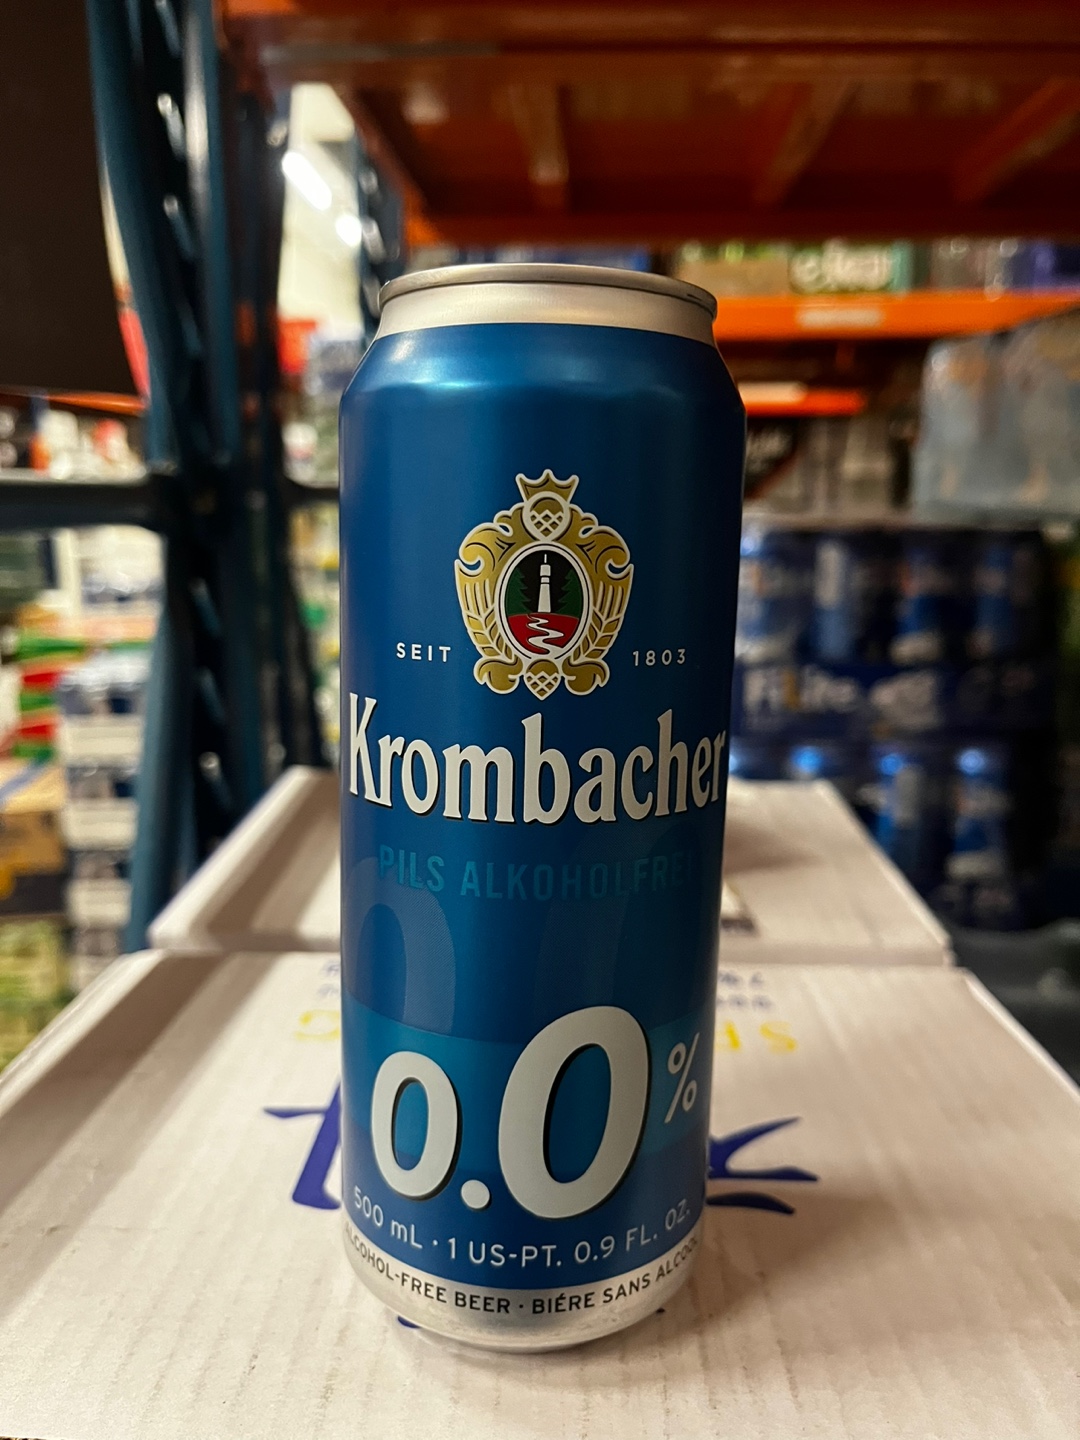 SEIT 1803
Krombacher
PILS ALKOHOLFREI
0.0%
500 mL · 1 US-PT. 0.9 FL. OZ.
ALCOHOL-FREE BEER · BIÉRE SANS ALCOOL